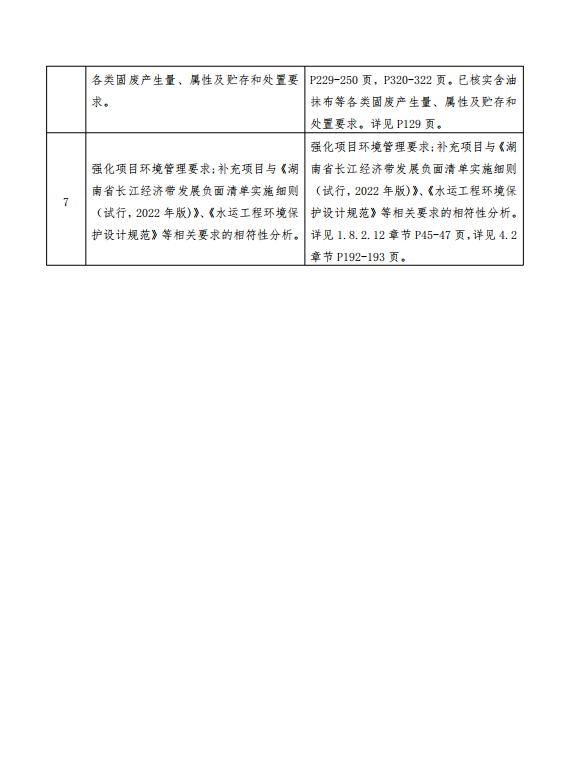 各类固废产生量、属性及贮存和处置要
求。
P229-250 页，P320-322 页。已核实含油
抹布等各类固废产生量、属性及贮存和
处置要求。详见 P129 页。
7
强化项目环境管理要求;补充项目与《湖
南省长江经济带发展负面清单实施细则
（试行，2022 年版)》、《水运工程环境保
护设计规范》等相关要求的相符性分析。
强化项目环境管理要求;补充项目与《湖
南省长江经济带发展负面清单实施细则
（试行，2022 年版)》、《水运工程环境保
护设计规范》等相关要求的相符性分析。
详见 1.8.2.12 章节 P45-47 页，详见 4.2
章节 P192-193 页。